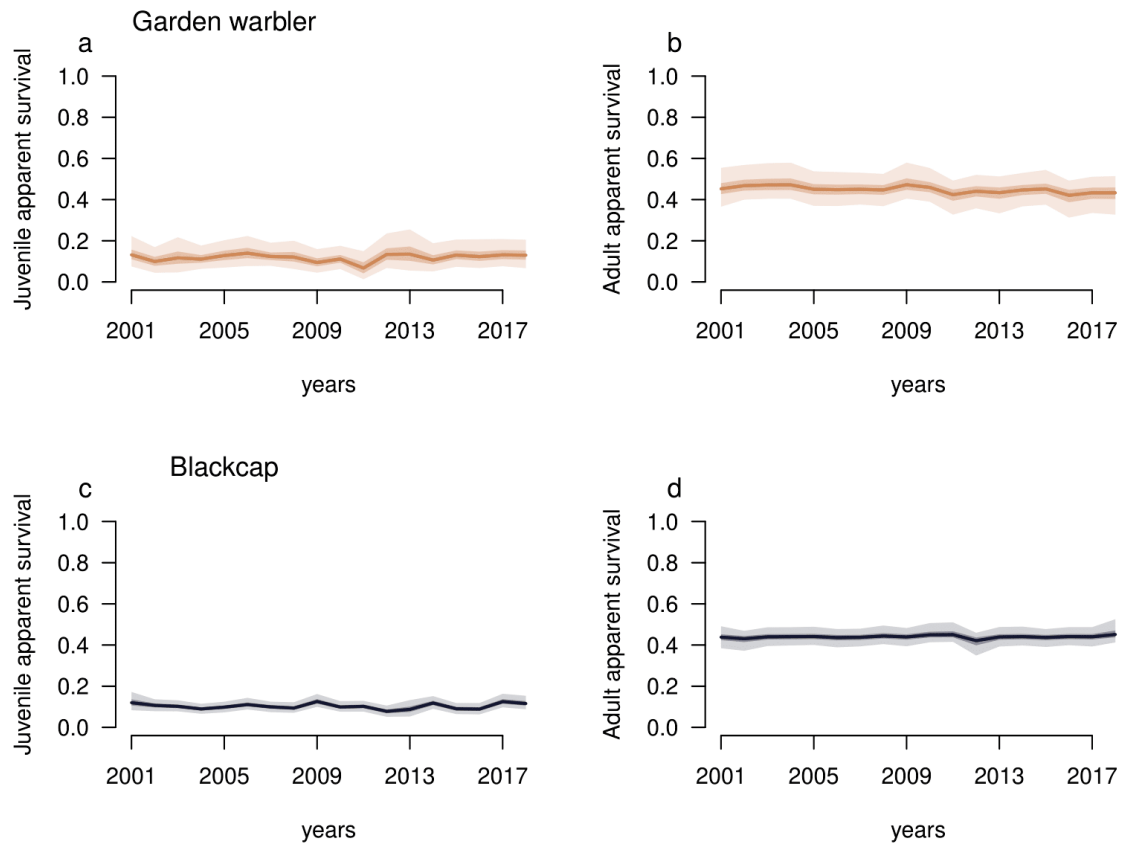 Garden warbler
a
Juvenile apparent survival
1.0
0.8
0.6
0.4
0.2
0.0
2001 2005 2009 2013 2017
years
b
Adult apparent survival
1.0
0.8
0.6
0.4
0.2
0.0
2001 2005 2009 2013 2017
years
Blackcap
c
Juvenile apparent survival
1.0
0.8
0.6
0.4
0.2
0.0
2001 2005 2009 2013 2017
years
d
Adult apparent survival
1.0
0.8
0.6
0.4
0.2
0.0
2001 2005 2009 2013 2017
years